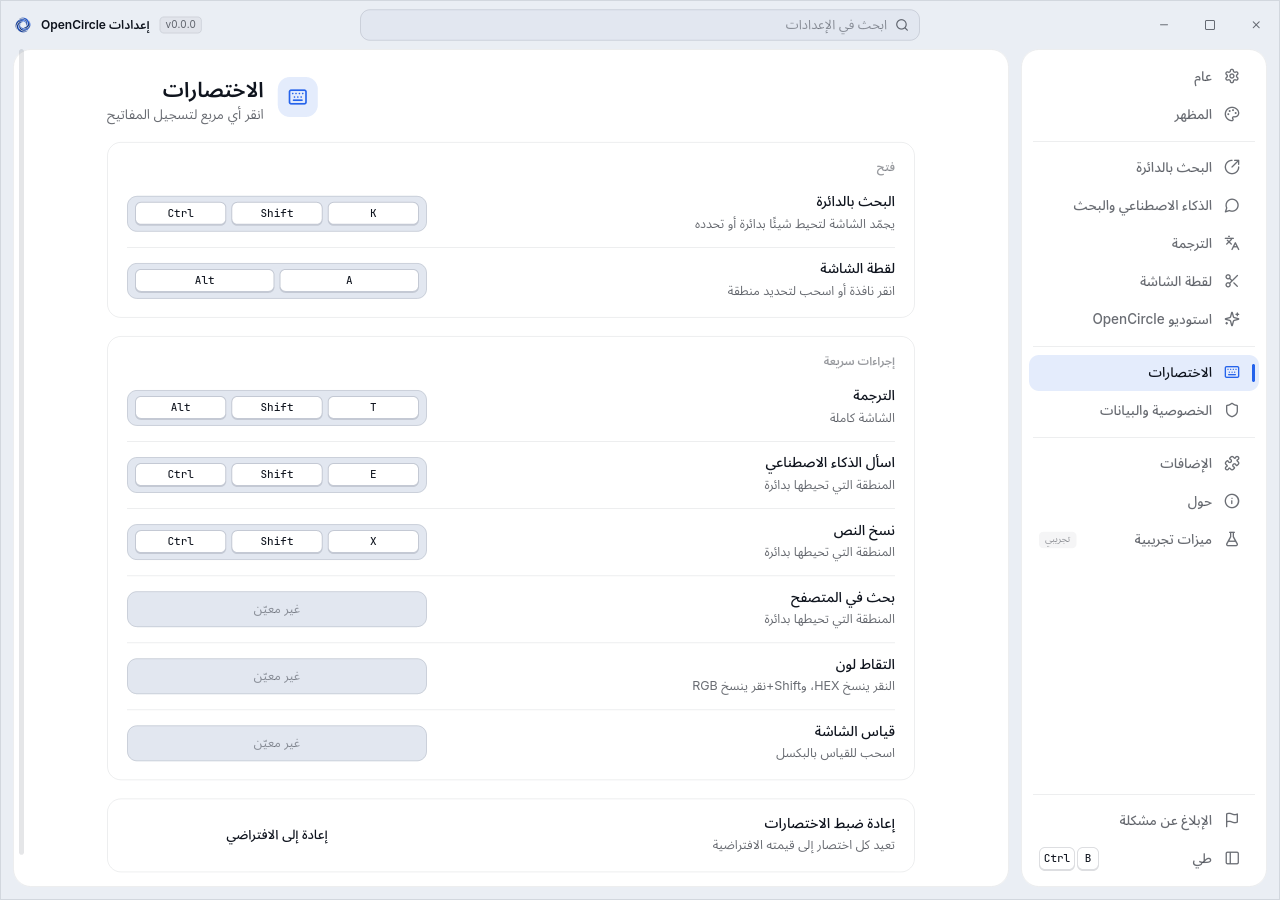 إعدادات OpenCircle
v0.0.0
ابحث في الإعدادات
عام
المظهر
البحث بالدائرة
الذكاء الاصطناعي والبحث
الترجمة
لقطة الشاشة
استوديو OpenCircle
الاختصارات
الخصوصية والبيانات
الإضافات
حول
ميزات تجريبية
تجريبي
الإبلاغ عن مشكلة
طي
Ctrl B
الاختصارات
انقر أي مربع لتسجيل المفاتيح
فتح
البحث بالدائرة
Ctrl Shift K
يجمّد الشاشة لتحيط شيئًا بدائرة أو تحدده
لقطة الشاشة
Alt A
انقر نافذة أو اسحب لتحديد منطقة
إجراءات سريعة
الترجمة
Alt Shift T
الشاشة كاملة
اسأل الذكاء الاصطناعي
Ctrl Shift E
المنطقة التي تحيطها بدائرة
نسخ النص
Ctrl Shift X
المنطقة التي تحيطها بدائرة
بحث في المتصفح
غير معيّن
المنطقة التي تحيطها بدائرة
التقاط لون
غير معيّن
النقر ينسخ HEX، وShift+نقر ينسخ RGB
قياس الشاشة
غير معيّن
اسحب للقياس بالبكسل
إعادة ضبط الاختصارات
إعادة إلى الافتراضي
تعيد كل اختصار إلى قيمته الافتراضية